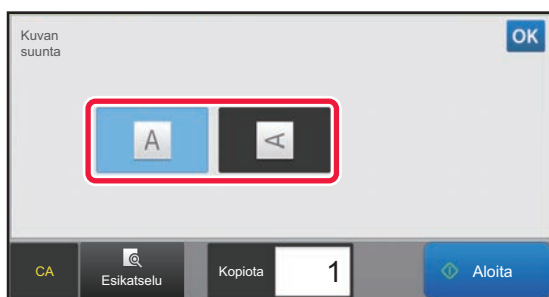 Kuvan
suunta
OK
A
A
CA
Esikatselu
Kopiota
1
Aloita